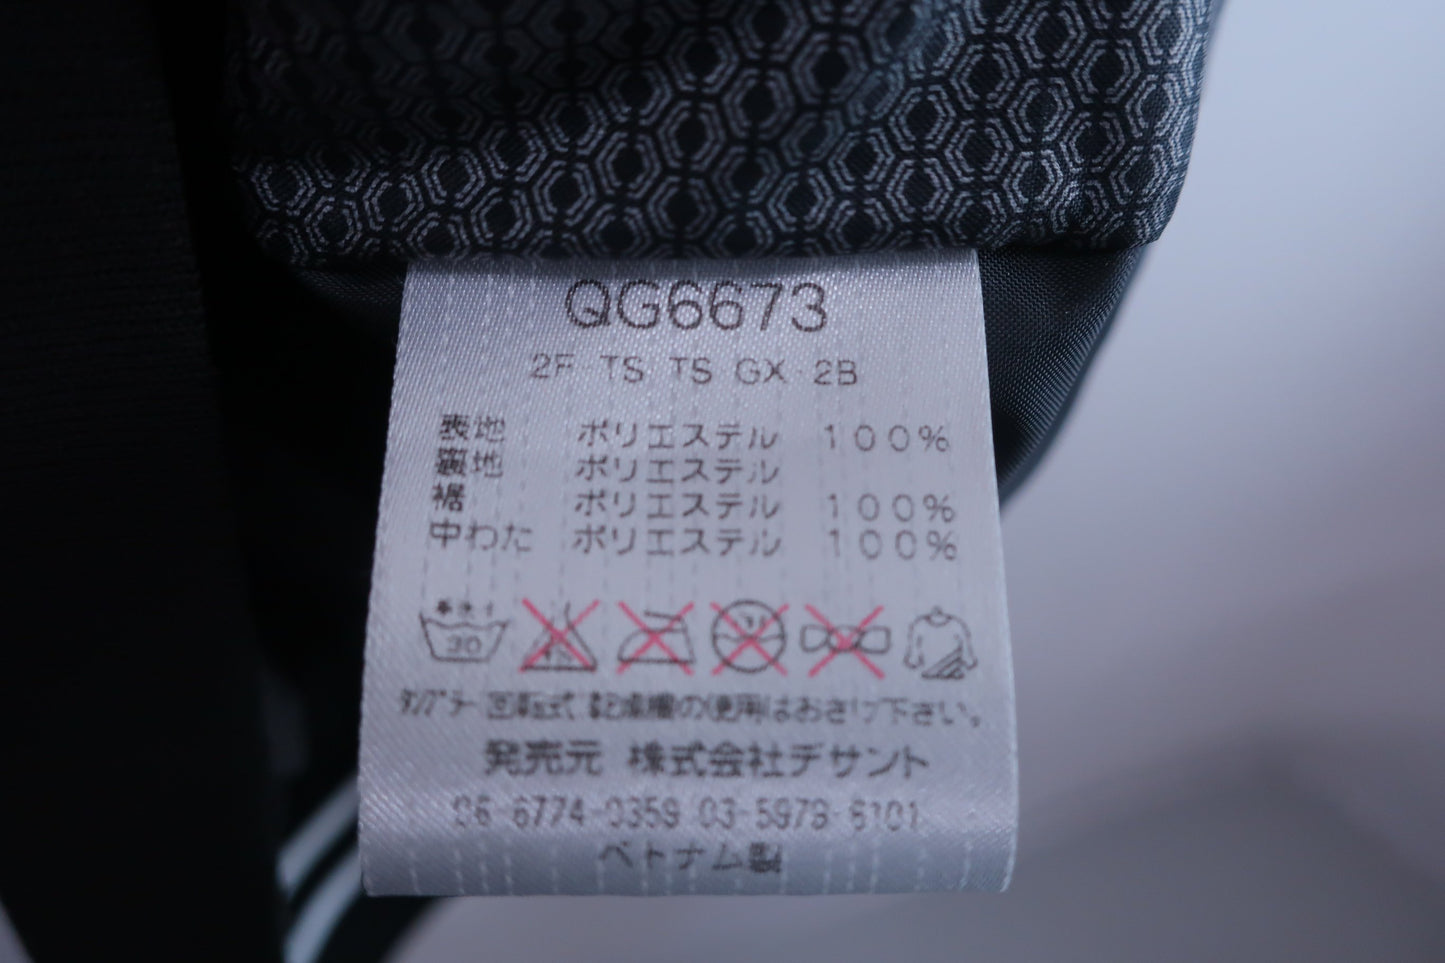 QG6673
2F TS TS GX 2B
表地 ポリエステル 100%
裏地 ポリエステル
裾 ポリエステル 100%
中わた ポリエステル 100%
30
タンブラー回転式乾燥機の使用はおさけ下さい。
発売元 株式会社デサント
06-6774-0359 03-5979-6101
ベトナム製